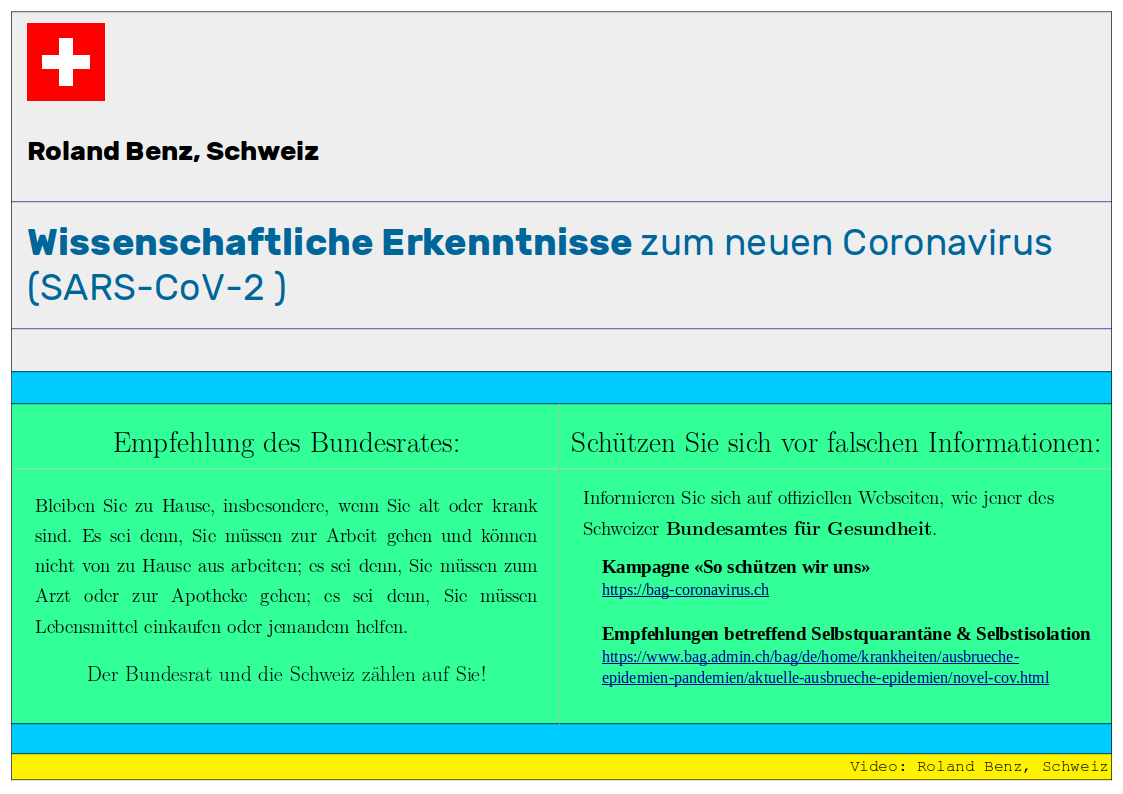 Roland Benz, Schweiz
Wissenschaftliche Erkenntnisse zum neuen Coronavirus
(SARS-CoV-2 )
Empfehlung des Bundesrates:
Bleiben Sie zu Hause, insbesondere, wenn Sie alt oder krank
sind. Es sei denn, Sie müssen zur Arbeit gehen und können
nicht von zu Hause aus arbeiten; es sei denn, Sie müssen zum
Arzt oder zur Apotheke gehen; es sei denn, Sie müssen
Lebensmittel einkaufen oder jemandem helfen.
Der Bundesrat und die Schweiz zählen auf Sie!
Schützen Sie sich vor falschen Informationen:
Informieren Sie sich auf offiziellen Webseiten, wie jener des
Schweizer Bundesamtes für Gesundheit.
Kampagne «So schützen wir uns»
https://bag-coronavirus.ch
Empfehlungen betreffend Selbstquarantäne & Selbstisolation
https://www.bag.admin.ch/bag/de/home/krankheiten/ausbrueche-
epidemien-pandemien/aktuelle-ausbrueche-epidemien/novel-cov.html
Video: Roland Benz, Schweiz